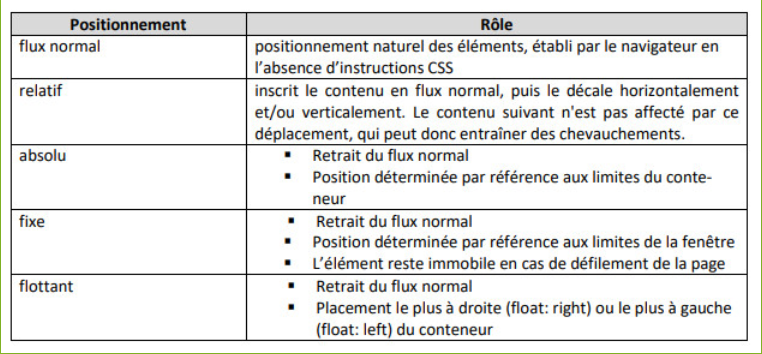 Positionnement Rôle
flux normal positionnement naturel des éléments, établi par le navigateur en
l’absence d’instructions CSS
relatif inscrit le contenu en flux normal, puis le décale horizontalement
et/ou verticalement. Le contenu suivant n'est pas affecté par ce
déplacement, qui peut donc entraîner des chevauchements.
absolu ▪ Retrait du flux normal
▪ Position déterminée par référence aux limites du conte-
neur
fixe ▪ Retrait du flux normal
▪ Position déterminée par référence aux limites de la fenêtre
▪ L’élément reste immobile en cas de défilement de la page
flottant ▪ Retrait du flux normal
▪ Placement le plus à droite (float: right) ou le plus à gauche
(float: left) du conteneur